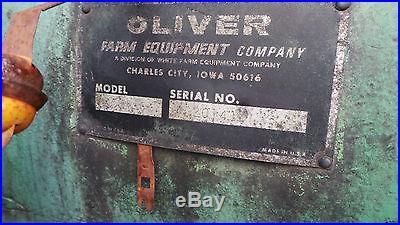 OLIVER
FARM EQUIPMENT COMPANY
A DIVISION OF WHITE FARM EQUIPMENT COMPANY
CHARLES CITY, IOWA 50616
MODEL SERIAL NO.
MADE IN U.S.A.